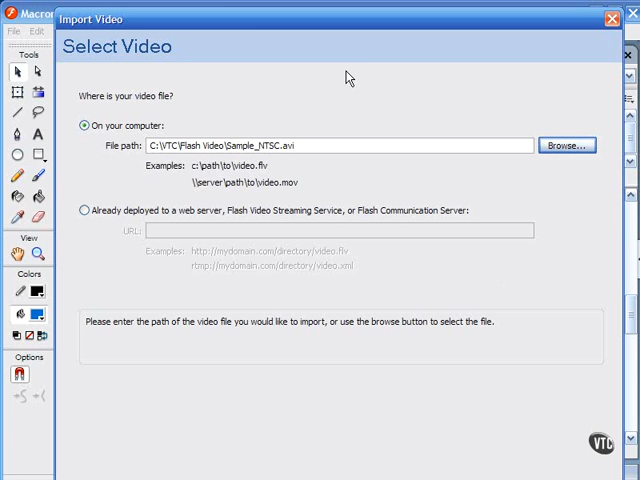 Macrom
Import Video
File
Edit
Select Video
Tools
Where is your video file?
On your computer:
File path:
C:\VTC\Flash Video\Sample_NTSC.avi
Browse...
Examples:
c:\path\to\video.flv
\\server\path\to\video.mov
Already deployed to a web server, Flash Video Streaming Service, or Flash Communication Server:
URL:
View
Examples:
http://mydomain.com/directory/video.flv
rtmp://mydomain.com/directory/video.xml
Colors
Please enter the path of the video file you would like to import, or use the browse button to select the file.
Options
VTC